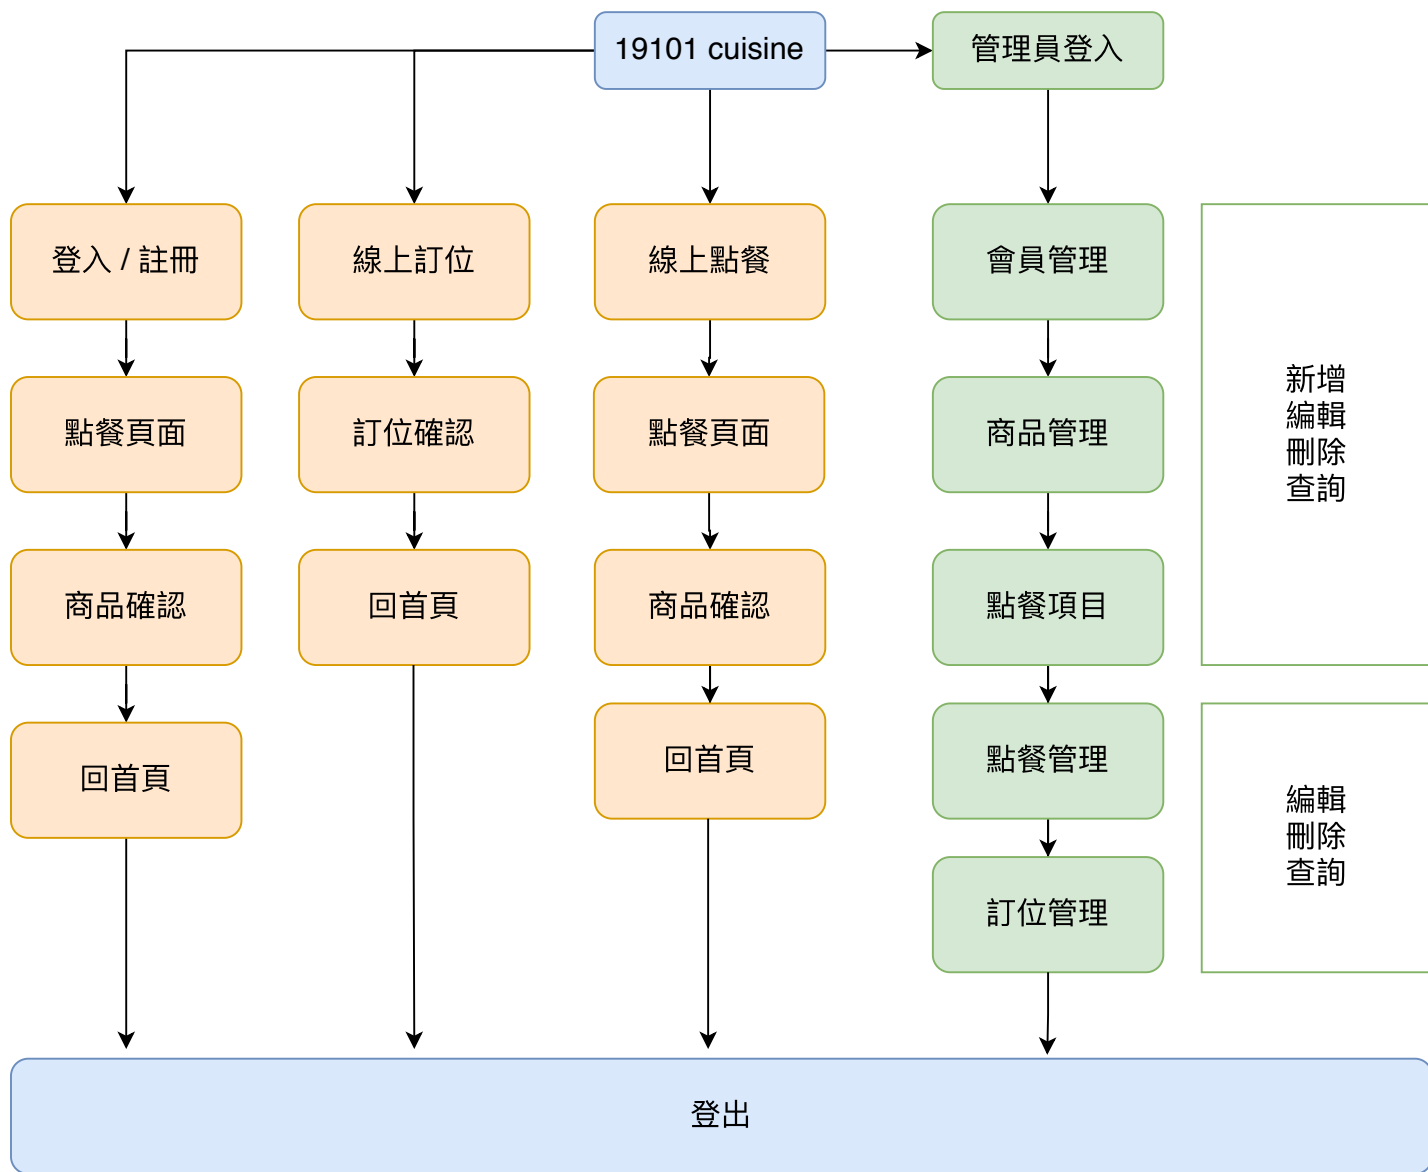 19101 cuisine
管理員登入
登入 / 註冊
線上訂位
線上點餐
會員管理
點餐頁面
訂位確認
點餐頁面
商品管理
新增
編輯
刪除
查詢
商品確認
回首頁
商品確認
點餐項目
回首頁
回首頁
點餐管理
編輯
刪除
查詢
訂位管理
登出